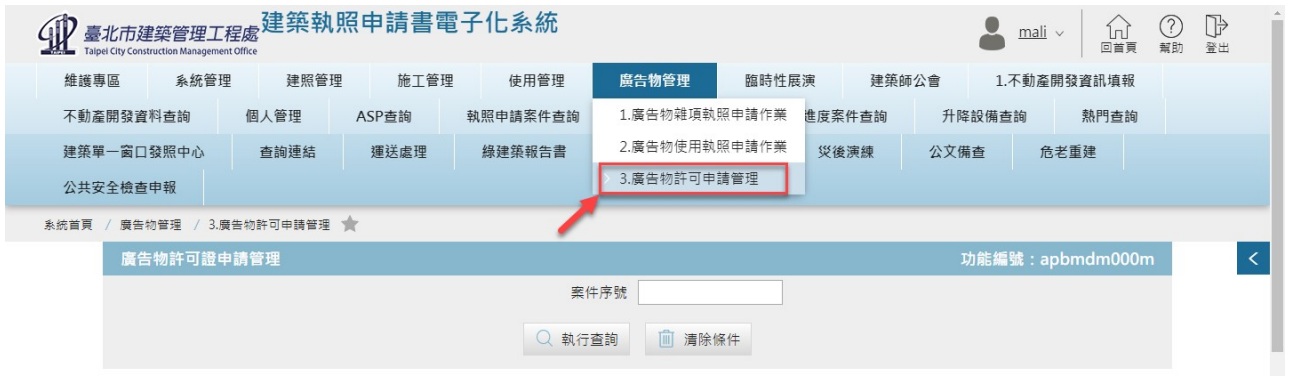 臺北市建築管理工程處
Taipei City Construction Management Office
TAIPEI
建築執照申請書電子化系統
mali
回首頁
幫助
登出
維護專區 系統管理 建照管理 施工管理 使用管理 廣告物管理 臨時性展演 建築師公會 1.不動產開發資訊填報
不動產開發資料查詢 個人管理 ASP查詢 執照申請案件查詢 進度案件查詢 升降設備查詢 熱門查詢
建築單一窗口發照中心 查詢連結 運送處理 綠建築報告書 災後演練 公文備查 危老重建
公共安全檢查申報
1.廣告物雜項執照申請作業
2.廣告物使用執照申請作業
3.廣告物許可申請管理
系統首頁 / 廣告物管理 / 3.廣告物許可申請管理
廣告物許可證申請管理 功能編號：apbmdm000m
案件序號
執行查詢 清除條件